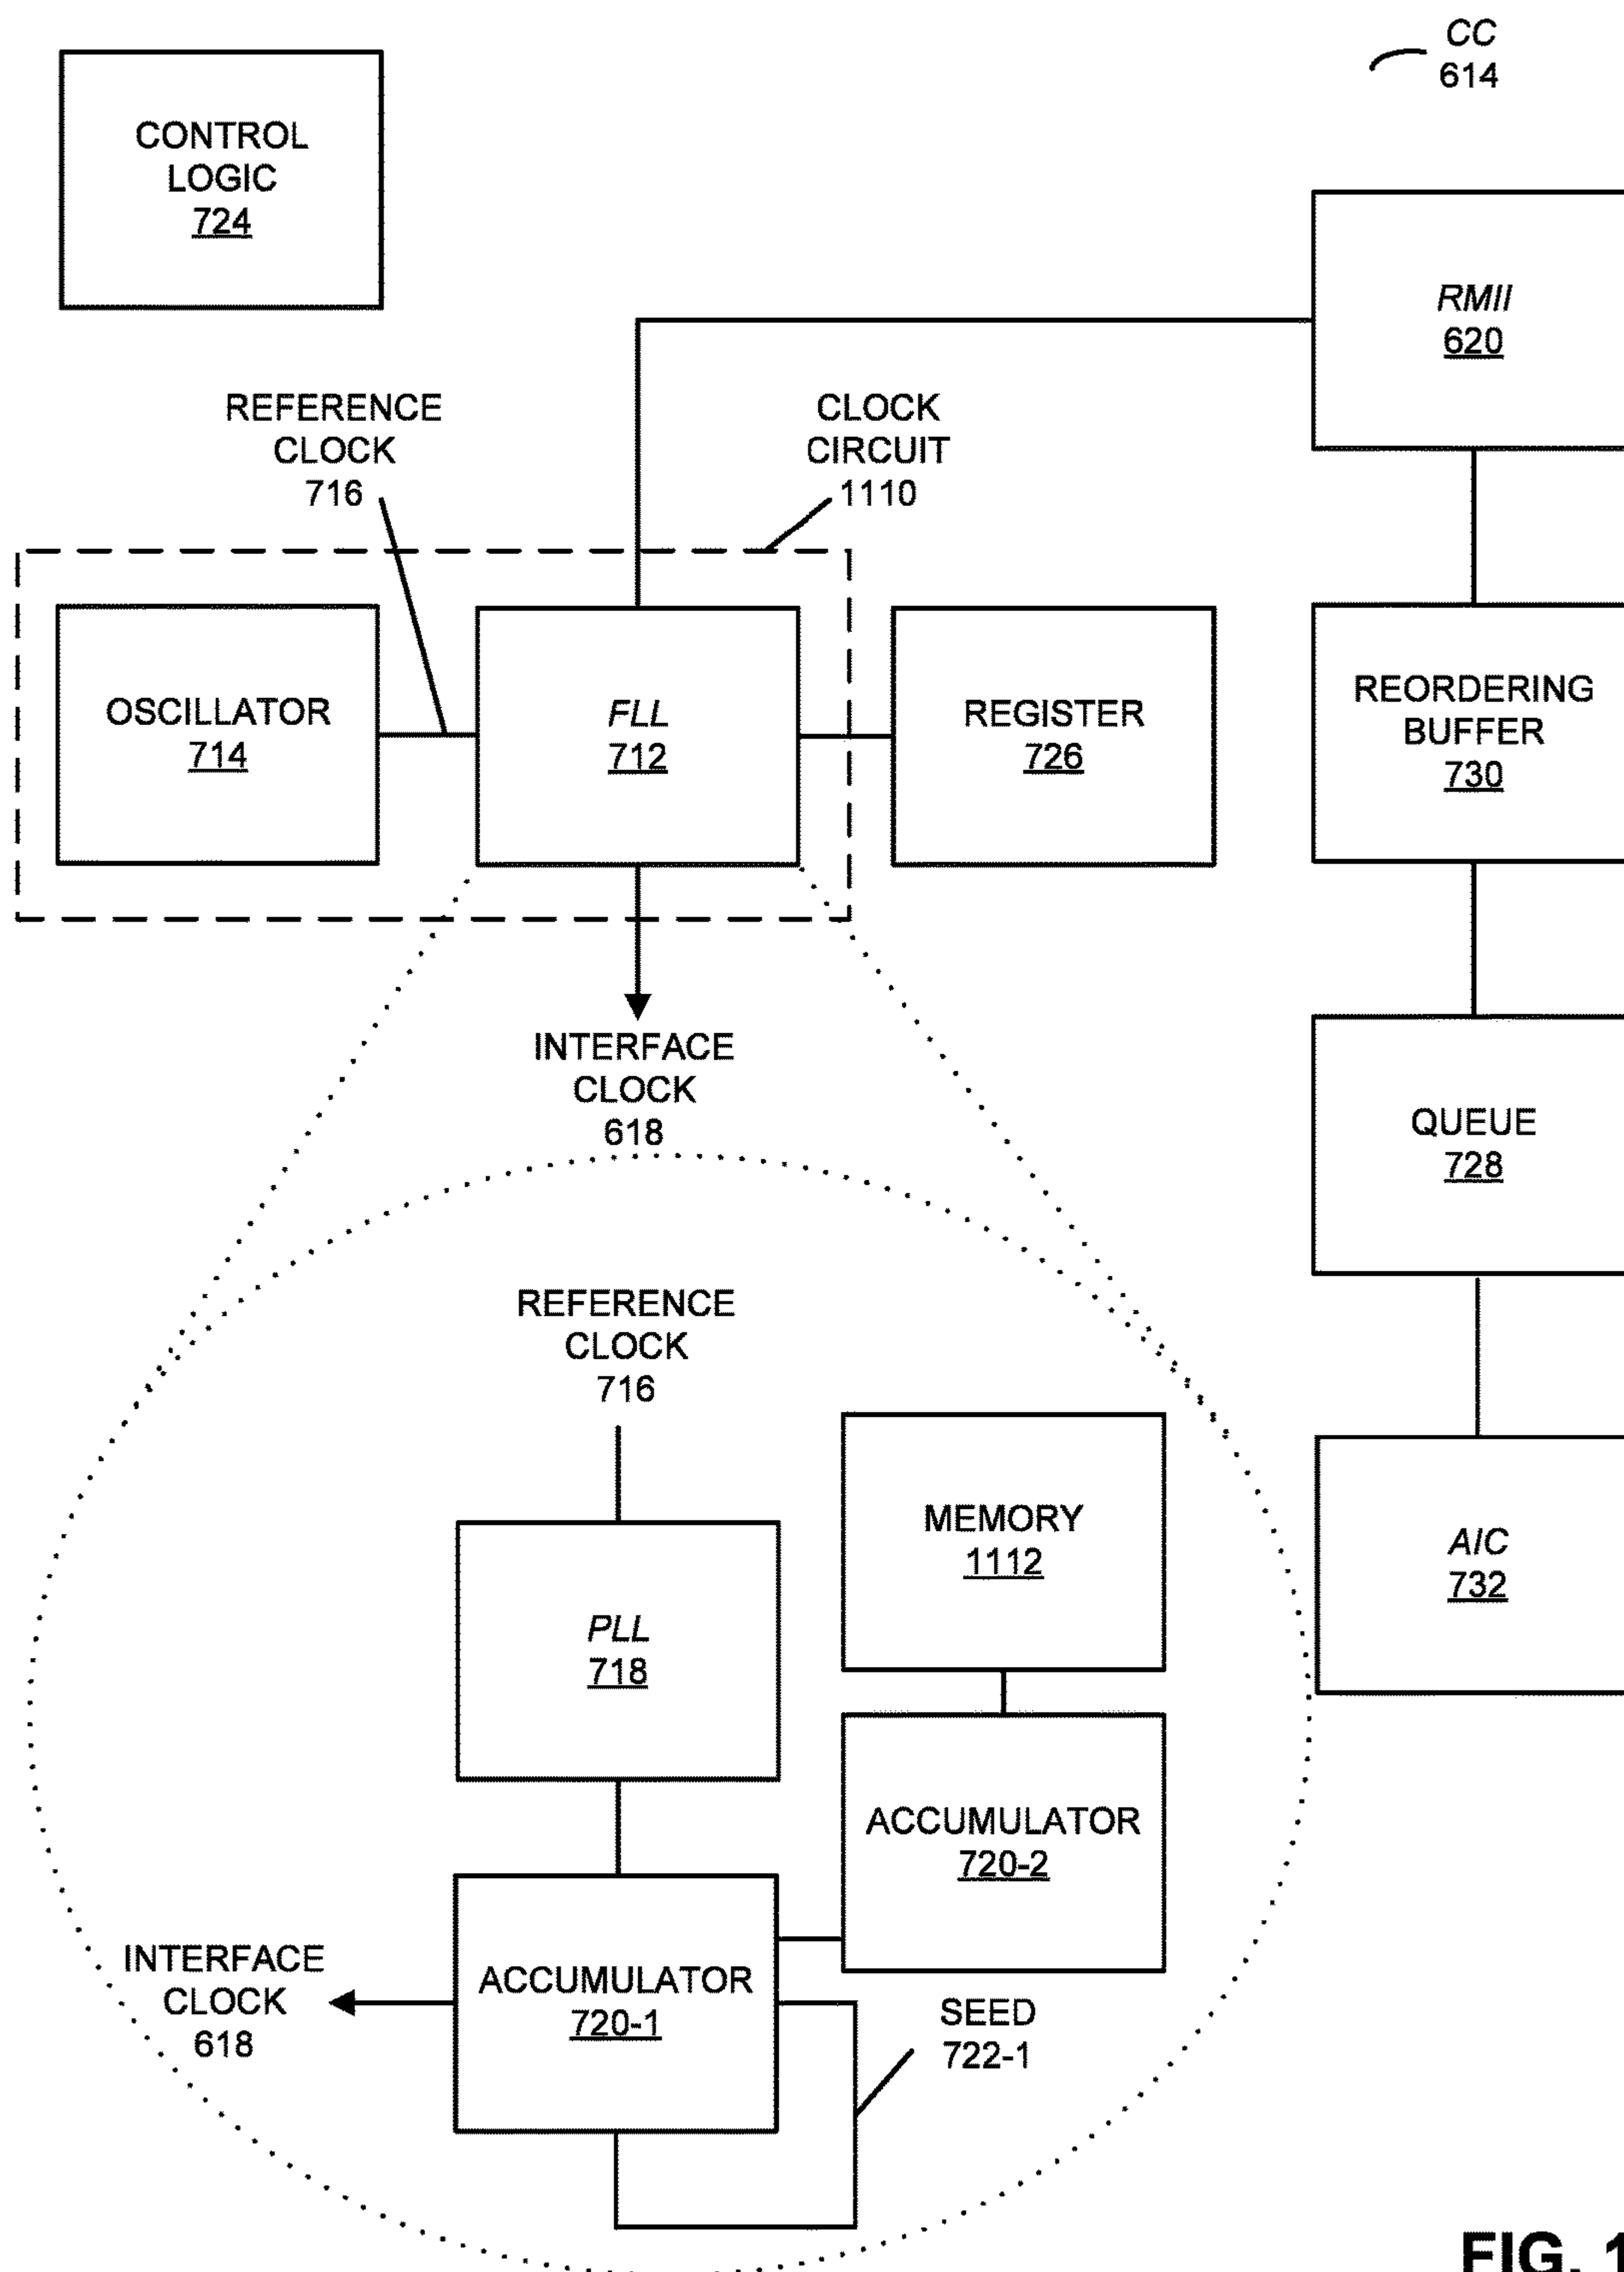 CC
614
CONTROL
LOGIC
724
RMII
620
REFERENCE
CLOCK
716
CLOCK
CIRCUIT
1110
OSCILLATOR
714
FLL
712
REGISTER
726
REORDERING
BUFFER
730
INTERFACE
CLOCK
618
QUEUE
728
REFERENCE
CLOCK
716
MEMORY
1112
AIC
732
PLL
718
ACCUMULATOR
720-2
INTERFACE
CLOCK
618
ACCUMULATOR
720-1
SEED
722-1
FIG. 1